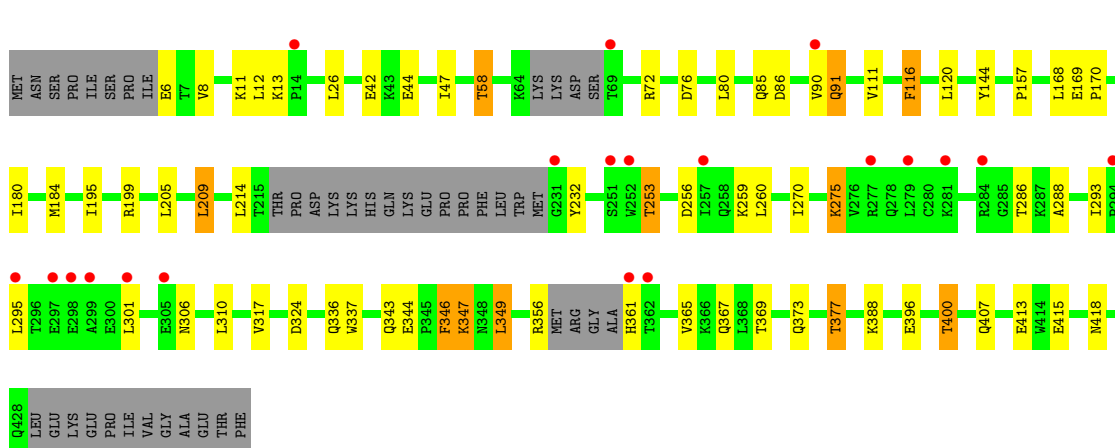 MET ASN SER PRO ILE SER PRO ILE E6 T7 V8 K11 L12 K13 P14 L26 E42 K43 E44 I47 T58 K64 LYS LYS ASP SER T69 R72 D76 L80 Q85 D86 V90 Q91 V111 F116 L120 Y144 P157 L168 E169 P170
I180 M184 I195 R199 L205 L209 L214 T215 THR PRO ASP LYS LYS HIS GLN LYS GLU PRO PRO PHE LEU TRP MET G231 Y232 S251 W252 T253 D256 I257 Q258 K259 L260 I270 K275 V276 R277 Q278 L279 C280 K281 R284 G285 T286 K287 A288 I293 P294
L295 T296 E297 E298 A299 E300 L301 E305 N306 L310 V317 D324 Q336 W337 Q343 E344 P345 F346 K347 N348 L349 R356 MET ARG GLY ALA H361 T362 V365 K366 Q367 L368 T369 Q373 T377 K388 E396 T400 Q407 E413 W414 E415 N418
Q428 LEU GLU LYS GLU PRO ILE VAL GLY ALA GLU THR PHE